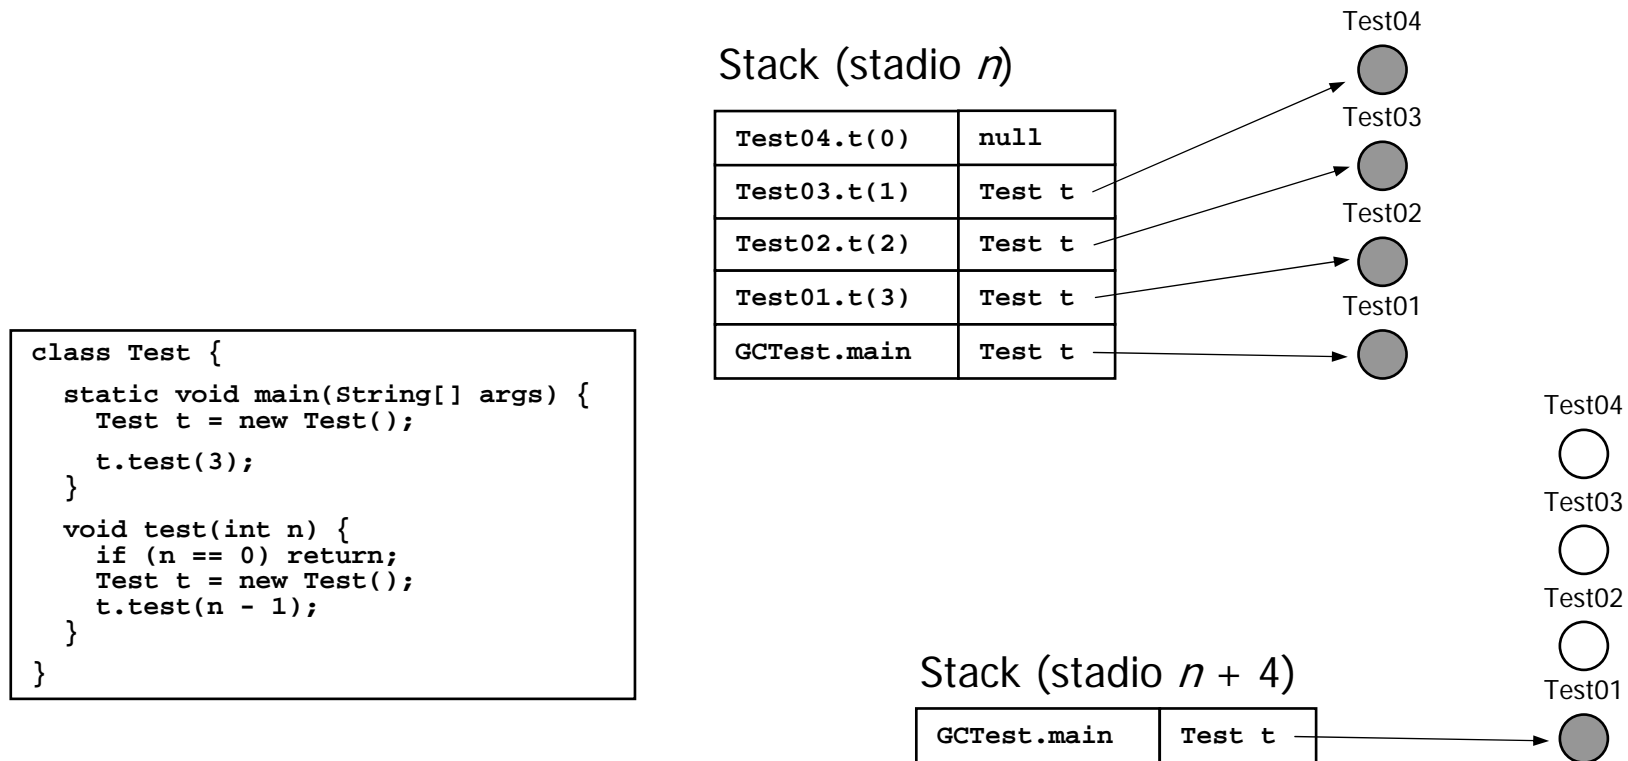 Test04
Stack (stadio n)
Test04.t(0) null
Test03
Test03.t(1) Test t
Test02.t(2) Test t
Test02
Test01.t(3) Test t
Test01
GCTest.main Test t
class Test {
static void main(String[] args) {
Test t = new Test();
t.test(3);
}
void test(int n) {
if (n == 0) return;
Test t = new Test();
t.test(n - 1);
}
}
Test04
Test03
Test02
Stack (stadio n + 4)
Test01
GCTest.main Test t